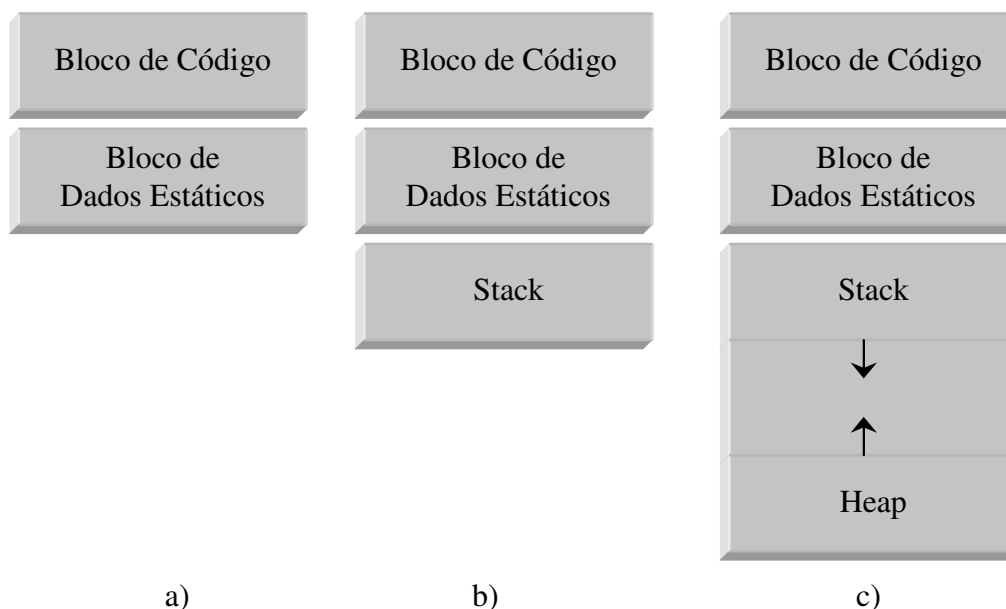 Bloco de Código
Bloco de
Dados Estáticos
a)
Bloco de Código
Bloco de
Dados Estáticos
Stack
b)
Bloco de Código
Bloco de
Dados Estáticos
Stack
Heap
c)